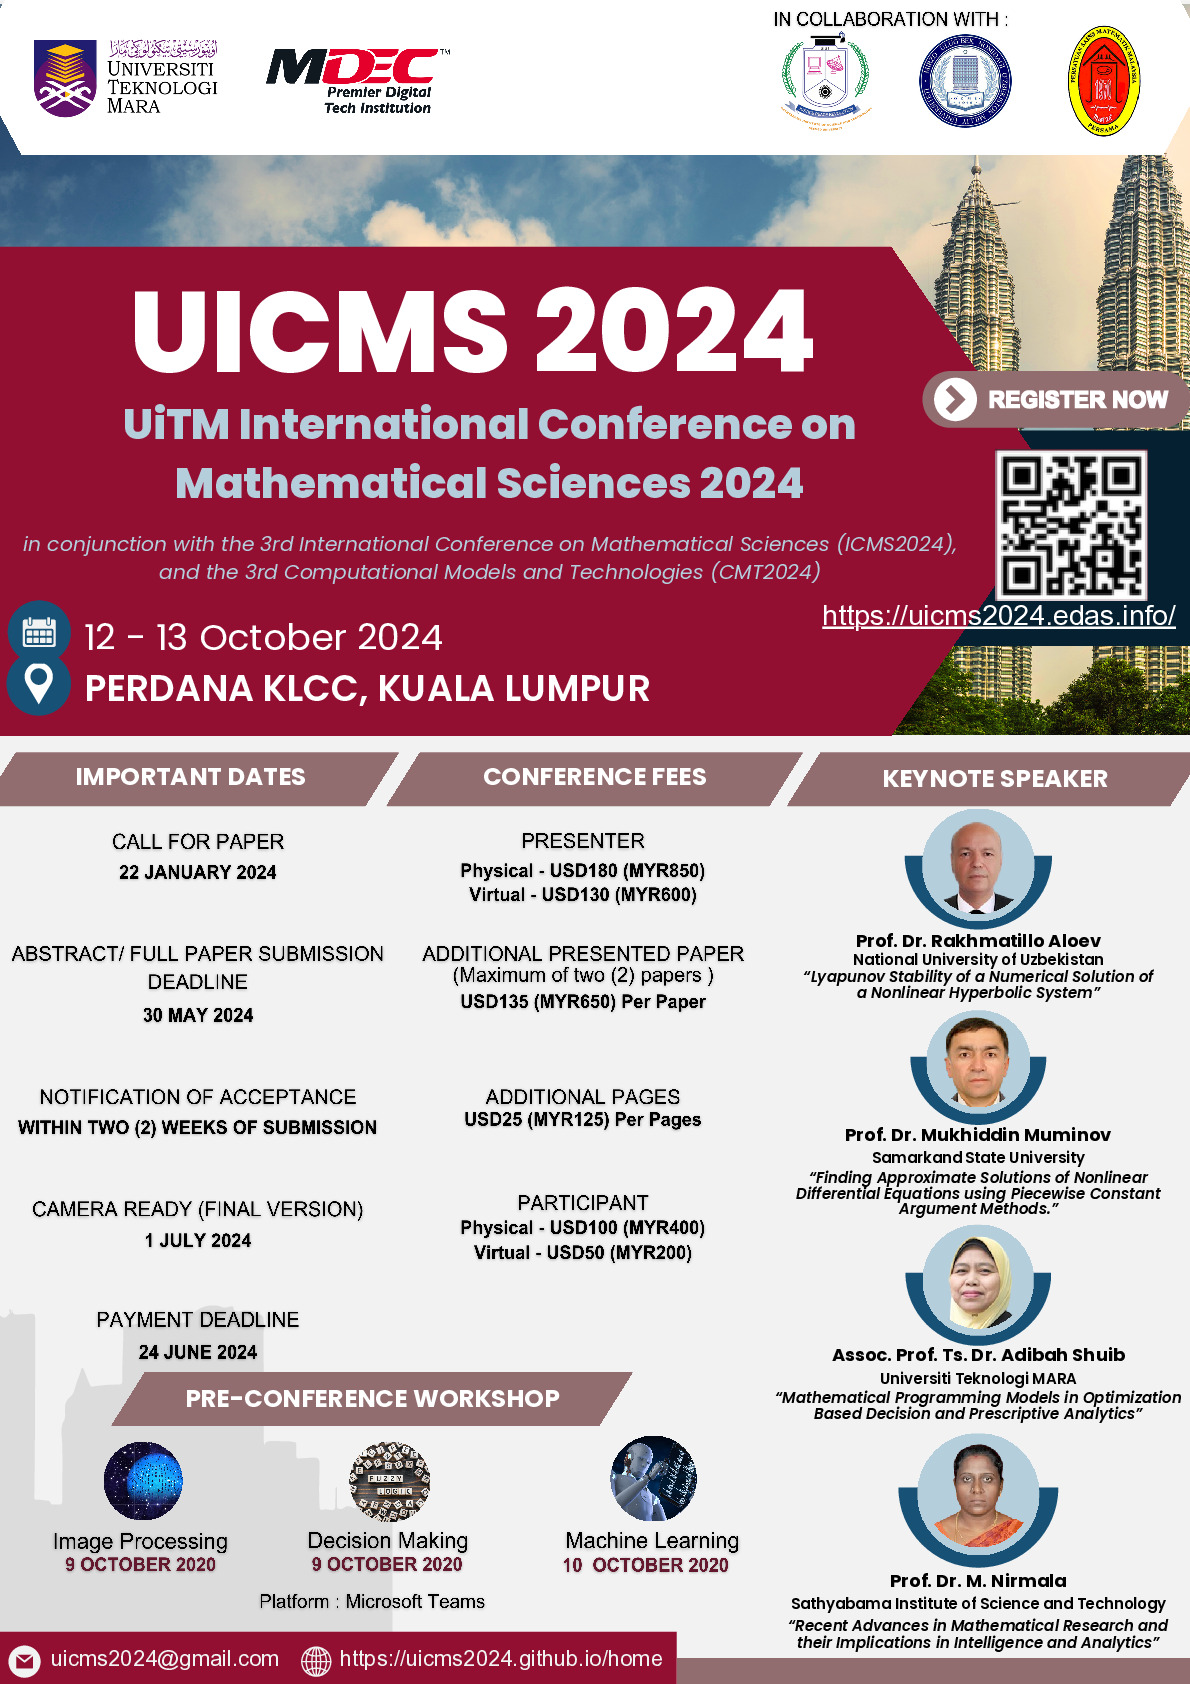 IN COLLABORATION WITH :
UNIVERSITI
TEKNOLOGI
MARA
MDEC™
Premier Digital
Tech Institution
PERSATUAN SAINS MATEMATIK MALAYSIA
PERSAMA
UICMS 2024
UiTM International Conference on
Mathematical Sciences 2024
in conjunction with the 3rd International Conference on Mathematical Sciences (ICMS2024),
and the 3rd Computational Models and Technologies (CMT2024)
REGISTER NOW
https://uicms2024.edas.info/
12 - 13 October 2024
PERDANA KLCC, KUALA LUMPUR
IMPORTANT DATES
CALL FOR PAPER
22 JANUARY 2024
ABSTRACT/ FULL PAPER SUBMISSION
DEADLINE
30 MAY 2024
NOTIFICATION OF ACCEPTANCE
WITHIN TWO (2) WEEKS OF SUBMISSION
CAMERA READY (FINAL VERSION)
1 JULY 2024
PAYMENT DEADLINE
24 JUNE 2024
CONFERENCE FEES
PRESENTER
Physical - USD180 (MYR850)
Virtual - USD130 (MYR600)
ADDITIONAL PRESENTED PAPER
(Maximum of two (2) papers )
USD135 (MYR650) Per Paper
ADDITIONAL PAGES
USD25 (MYR125) Per Pages
PARTICIPANT
Physical - USD100 (MYR400)
Virtual - USD50 (MYR200)
KEYNOTE SPEAKER
Prof. Dr. Rakhmatillo Aloev
National University of Uzbekistan
“Lyapunov Stability of a Numerical Solution of
a Nonlinear Hyperbolic System”
Prof. Dr. Mukhiddin Muminov
Samarkand State University
“Finding Approximate Solutions of Nonlinear
Differential Equations using Piecewise Constant
Argument Methods.”
Assoc. Prof. Ts. Dr. Adibah Shuib
Universiti Teknologi MARA
“Mathematical Programming Models in Optimization
Based Decision and Prescriptive Analytics”
Prof. Dr. M. Nirmala
Sathyabama Institute of Science and Technology
“Recent Advances in Mathematical Research and
their Implications in Intelligence and Analytics”
PRE-CONFERENCE WORKSHOP
FUZZY
LOGIC
Image Processing
9 OCTOBER 2020
Decision Making
9 OCTOBER 2020
Machine Learning
10 OCTOBER 2020
Platform : Microsoft Teams
uicms2024@gmail.com
https://uicms2024.github.io/home